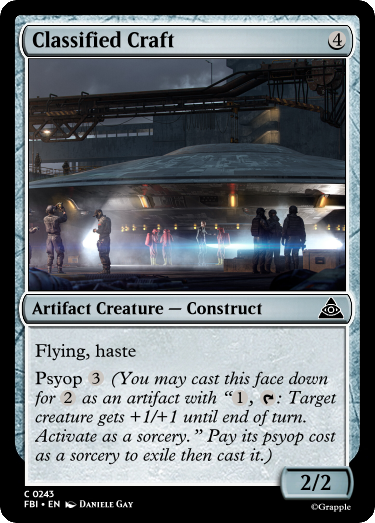 Classified Craft 4
Artifact Creature — Construct
Flying, haste
Psyop 3 (You may cast this face down
for 2 as an artifact with “1, T: Target
creature gets +1/+1 until end of turn.
Activate as a sorcery.” Pay its psyop cost
as a sorcery to exile then cast it.)
2/2
C 0243
FBI • EN Daniele Gay
©Grapple